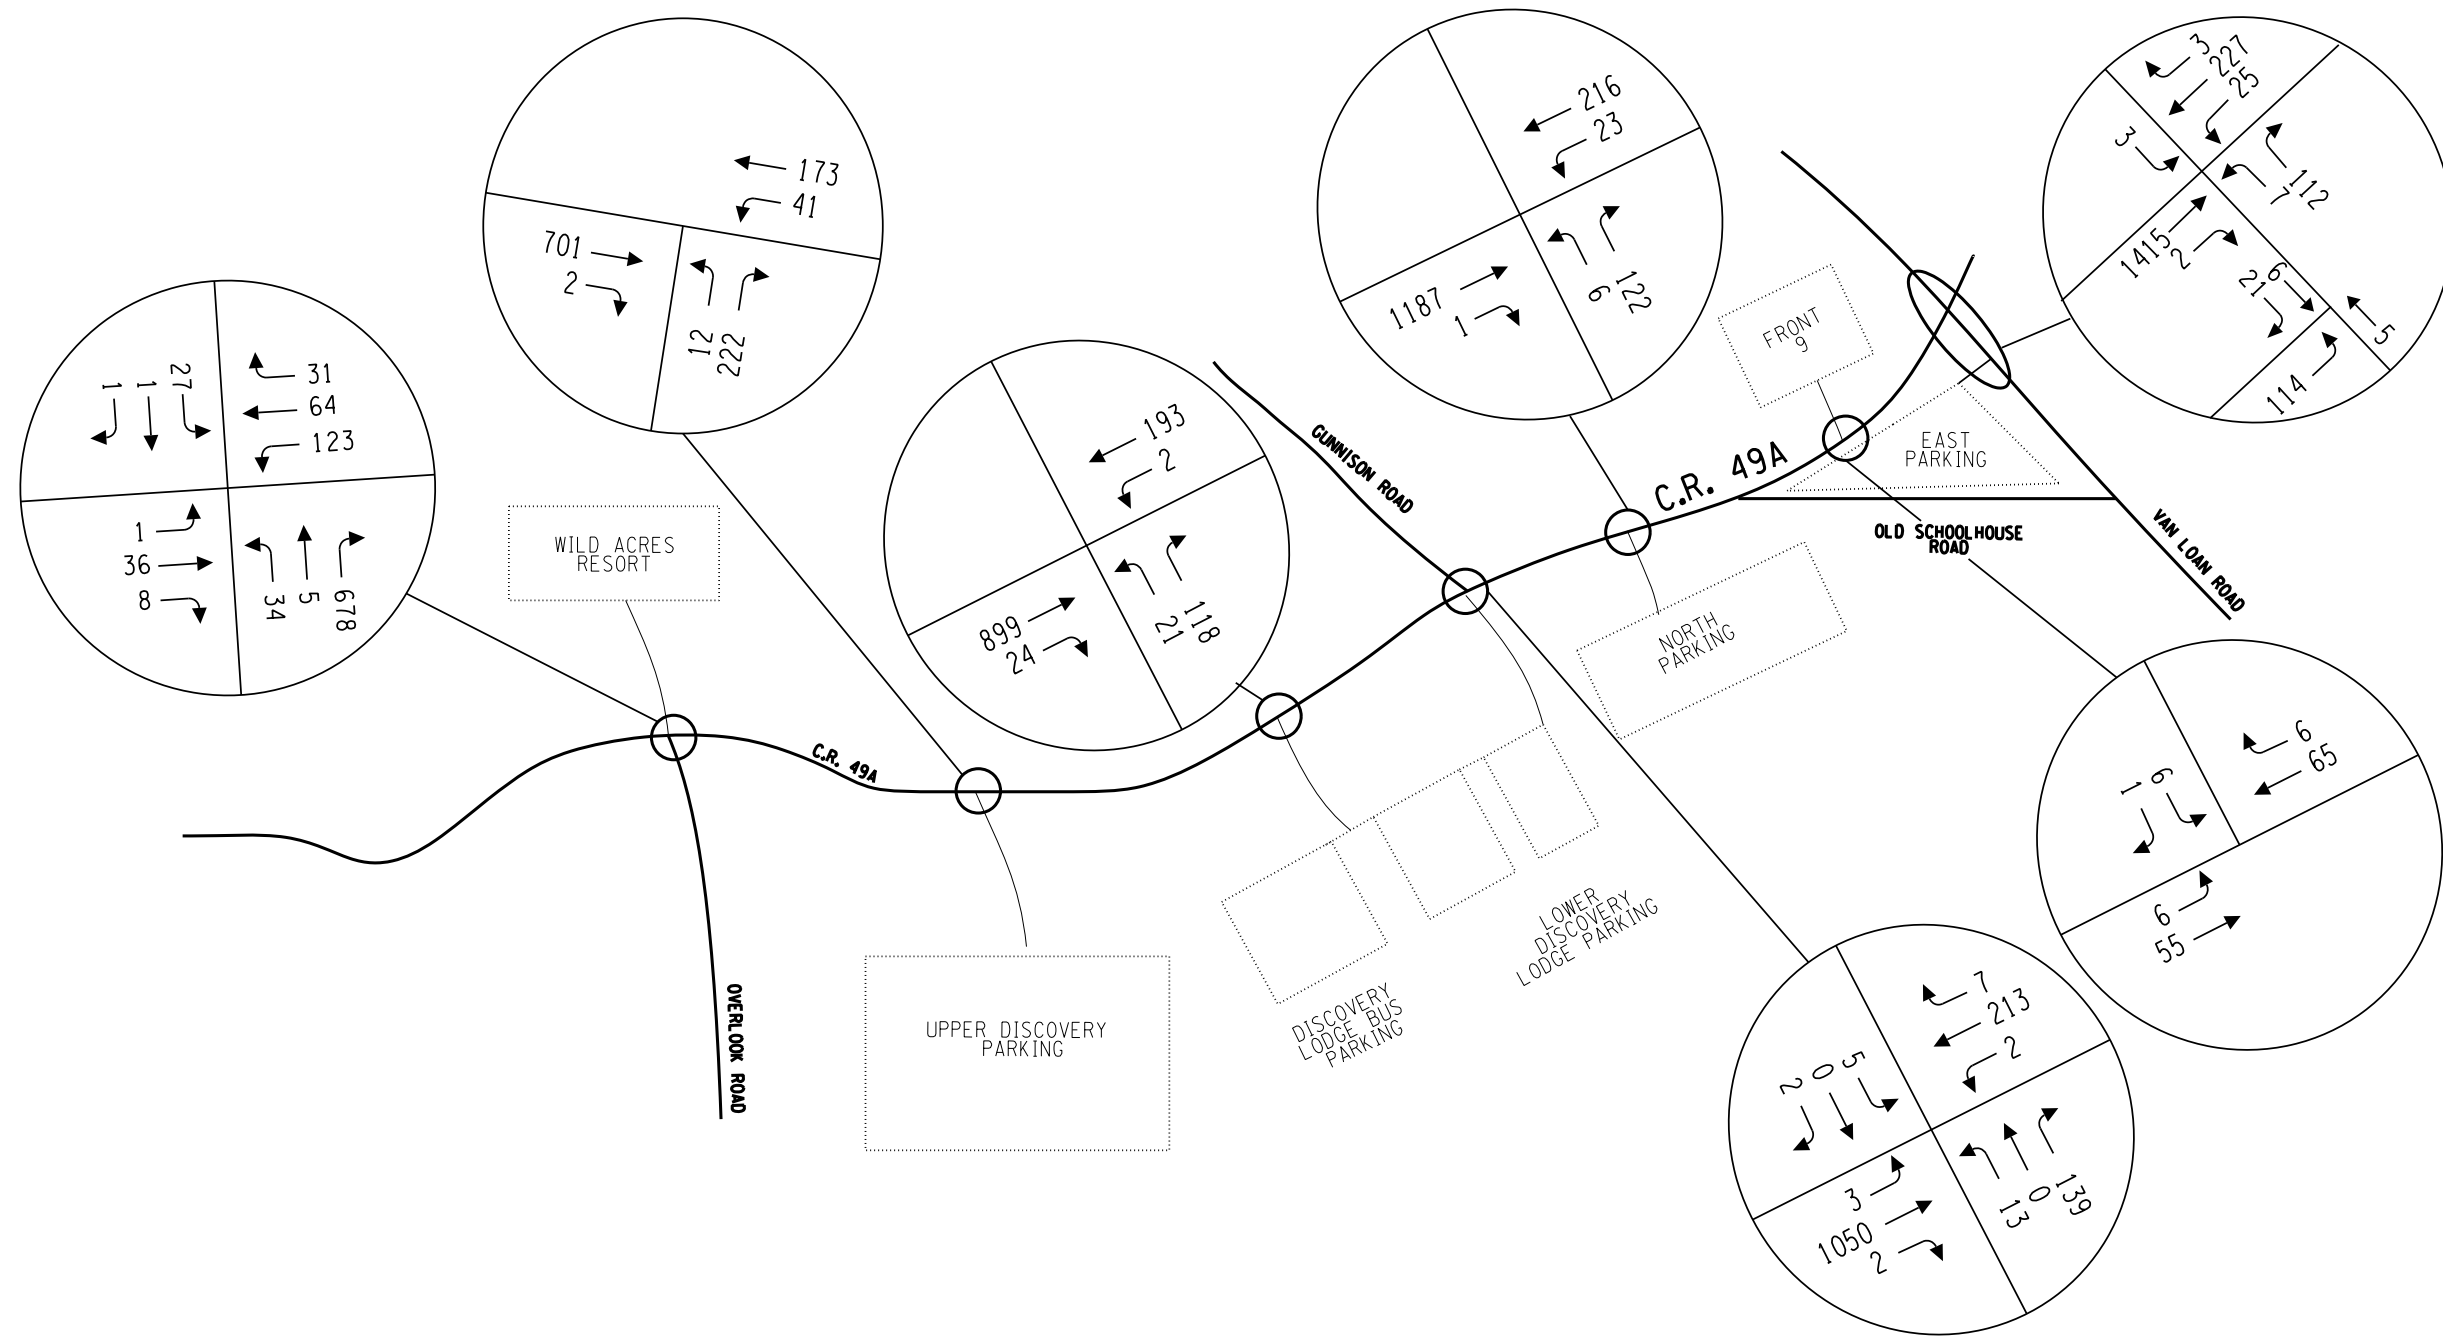 3
227
25
3
112
7
1415
2
6
21
5
114
216
23
1187
1
122
6
173
41
701
2
12
222
1
1
27
31
64
123
1
36
8
34
5
678
193
2
899
24
118
21
GUNNISON ROAD
FRONT
9
C.R. 49A
EAST
PARKING
OLD SCHOOLHOUSE
ROAD
VAN LOAN ROAD
WILD ACRES
RESORT
NORTH
PARKING
C.R. 49A
OVERLOOK ROAD
UPPER DISCOVERY
PARKING
DISCOVERY
LODGE BUS
PARKING
LOWER
DISCOVERY
LODGE PARKING
6
65
1
6
6
55
7
213
2
2
0
5
3
1050
2
13
0
139